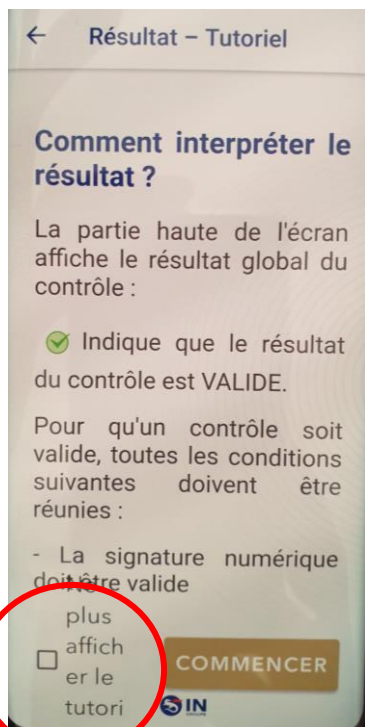 ← Résultat – Tutoriel
Comment interpréter le
résultat ?
La partie haute de l'écran
affiche le résultat global du
contrôle :
Indique que le résultat
du contrôle est VALIDE.
Pour qu'un contrôle soit
valide, toutes les conditions
suivantes doivent être
réunies :
- La signature numérique
doit être valide
plus
affich
er le
tutori
COMMENCER
IN